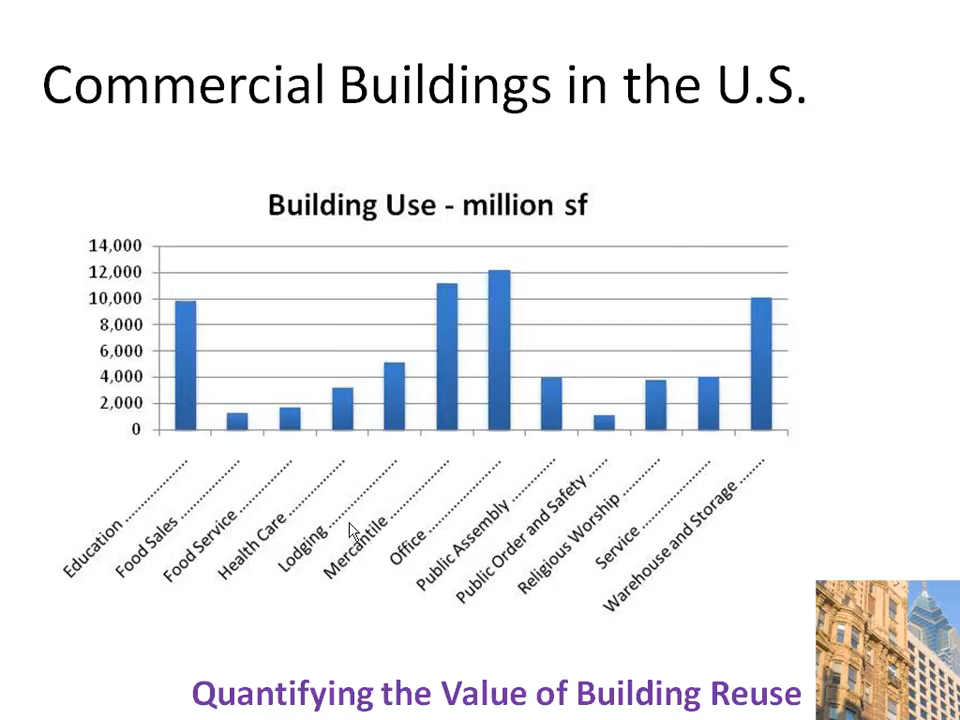 Commercial Buildings in the U.S.
Building Use - million sf
14,000
12,000
10,000
8,000
6,000
4,000
2,000
0
Education ..................
Food Sales ..................
Food Service ................
Health Care .................
Lodging .....................
Mercantile ..................
Office ......................
Public Assembly .............
Public Order and Safety ......
Religious Worship ...........
Service .....................
Warehouse and Storage ........
Quantifying the Value of Building Reuse